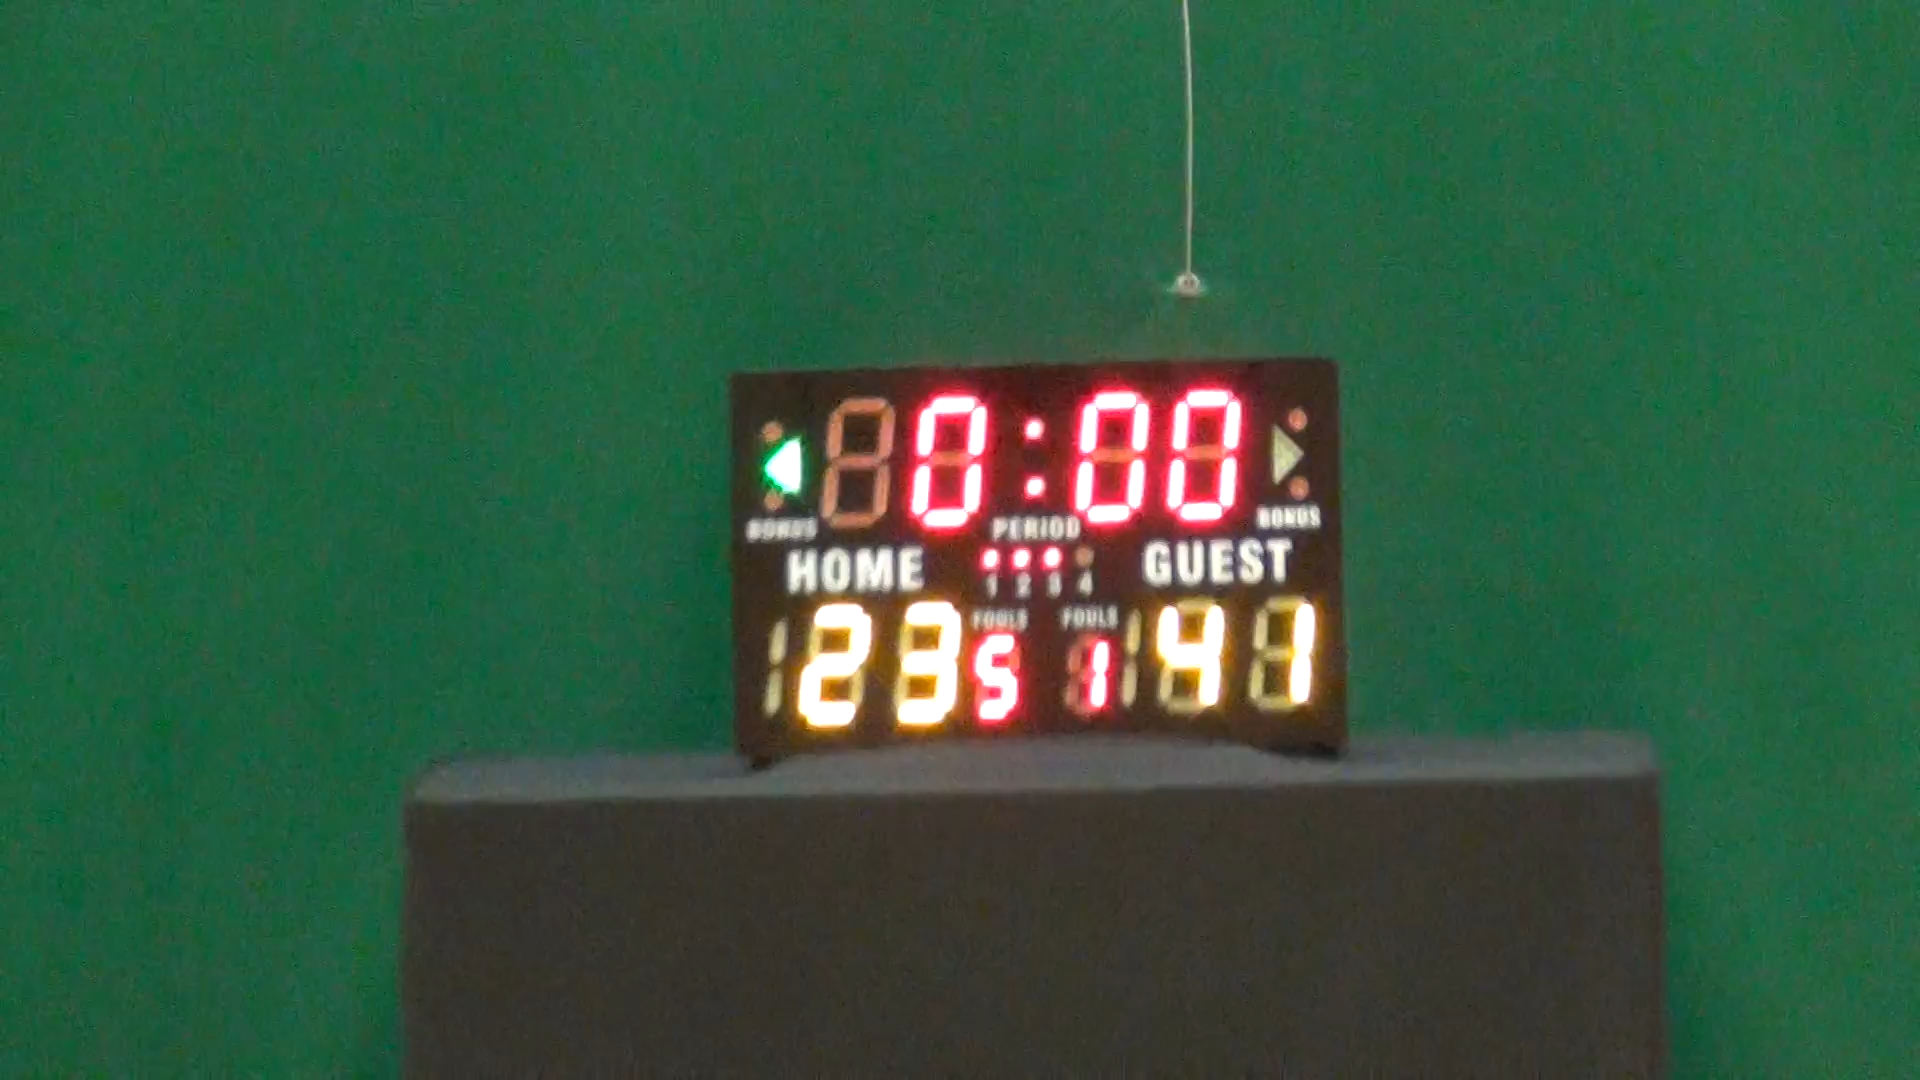 0:00
BONUS PERIOD BONUS
HOME GUEST
1 2 3 4
FOULS FOULS
23 5 1 41